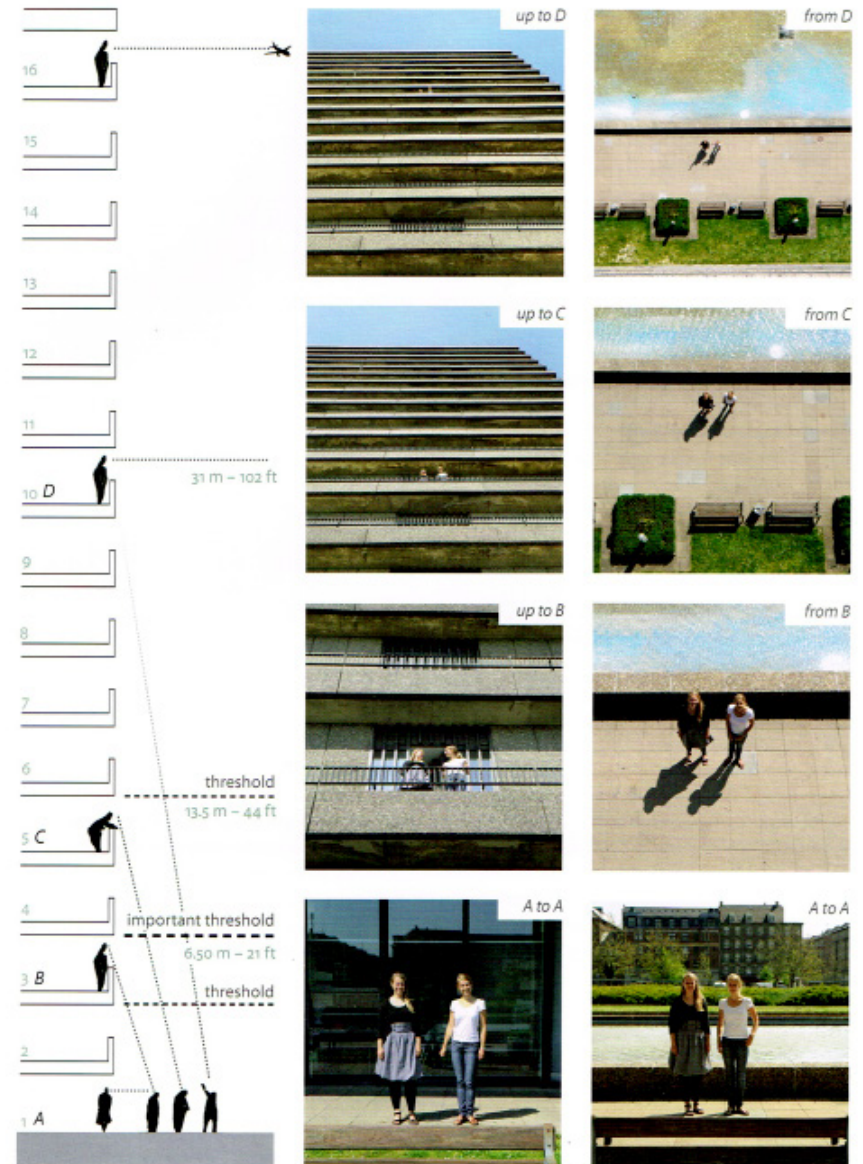 16
15
14
13
12
11
31 m – 102 ft
10 D
9
8
7
6
threshold
13.5 m – 44 ft
5 C
4
important threshold
6.50 m – 21 ft
3 B
threshold
2
1 A
up to D
from D
up to C
from C
up to B
from B
A to A
A to A